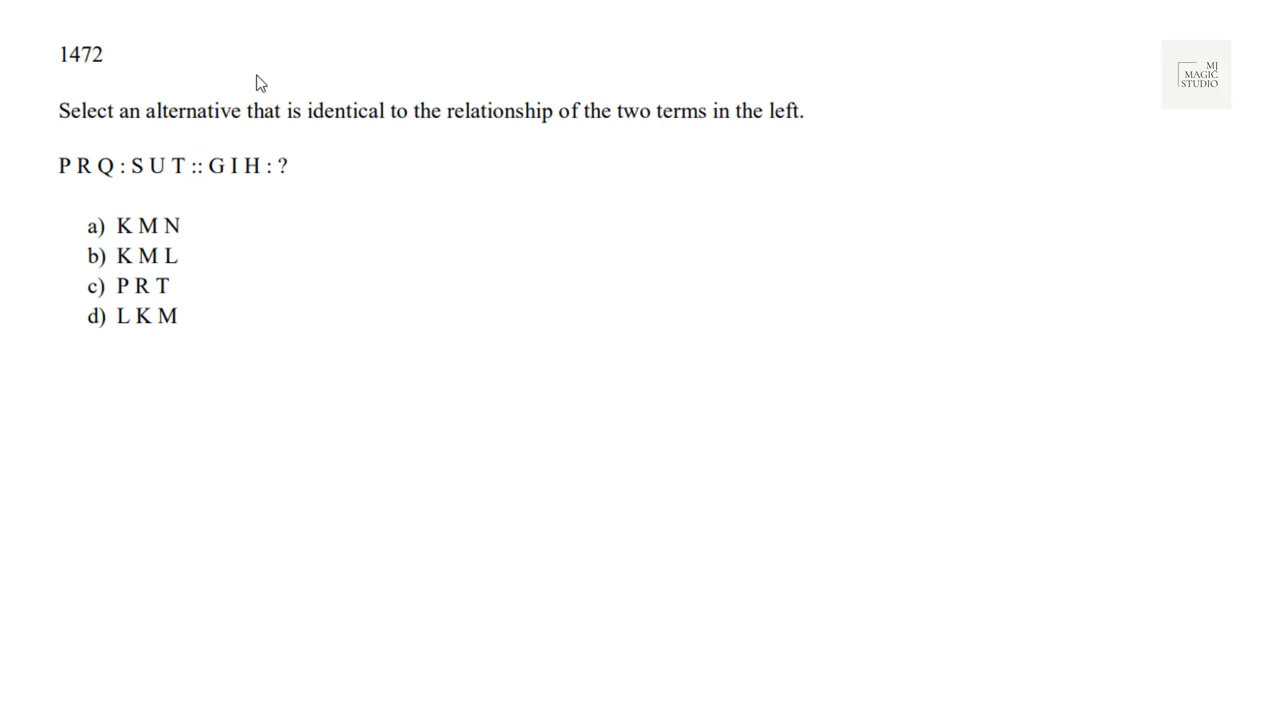 1472
MJ
MAGIC
STUDIO
Select an alternative that is identical to the relationship of the two terms in the left.
P R Q : S U T :: G I H : ?
a) K M N
b) K M L
c) P R T
d) L K M